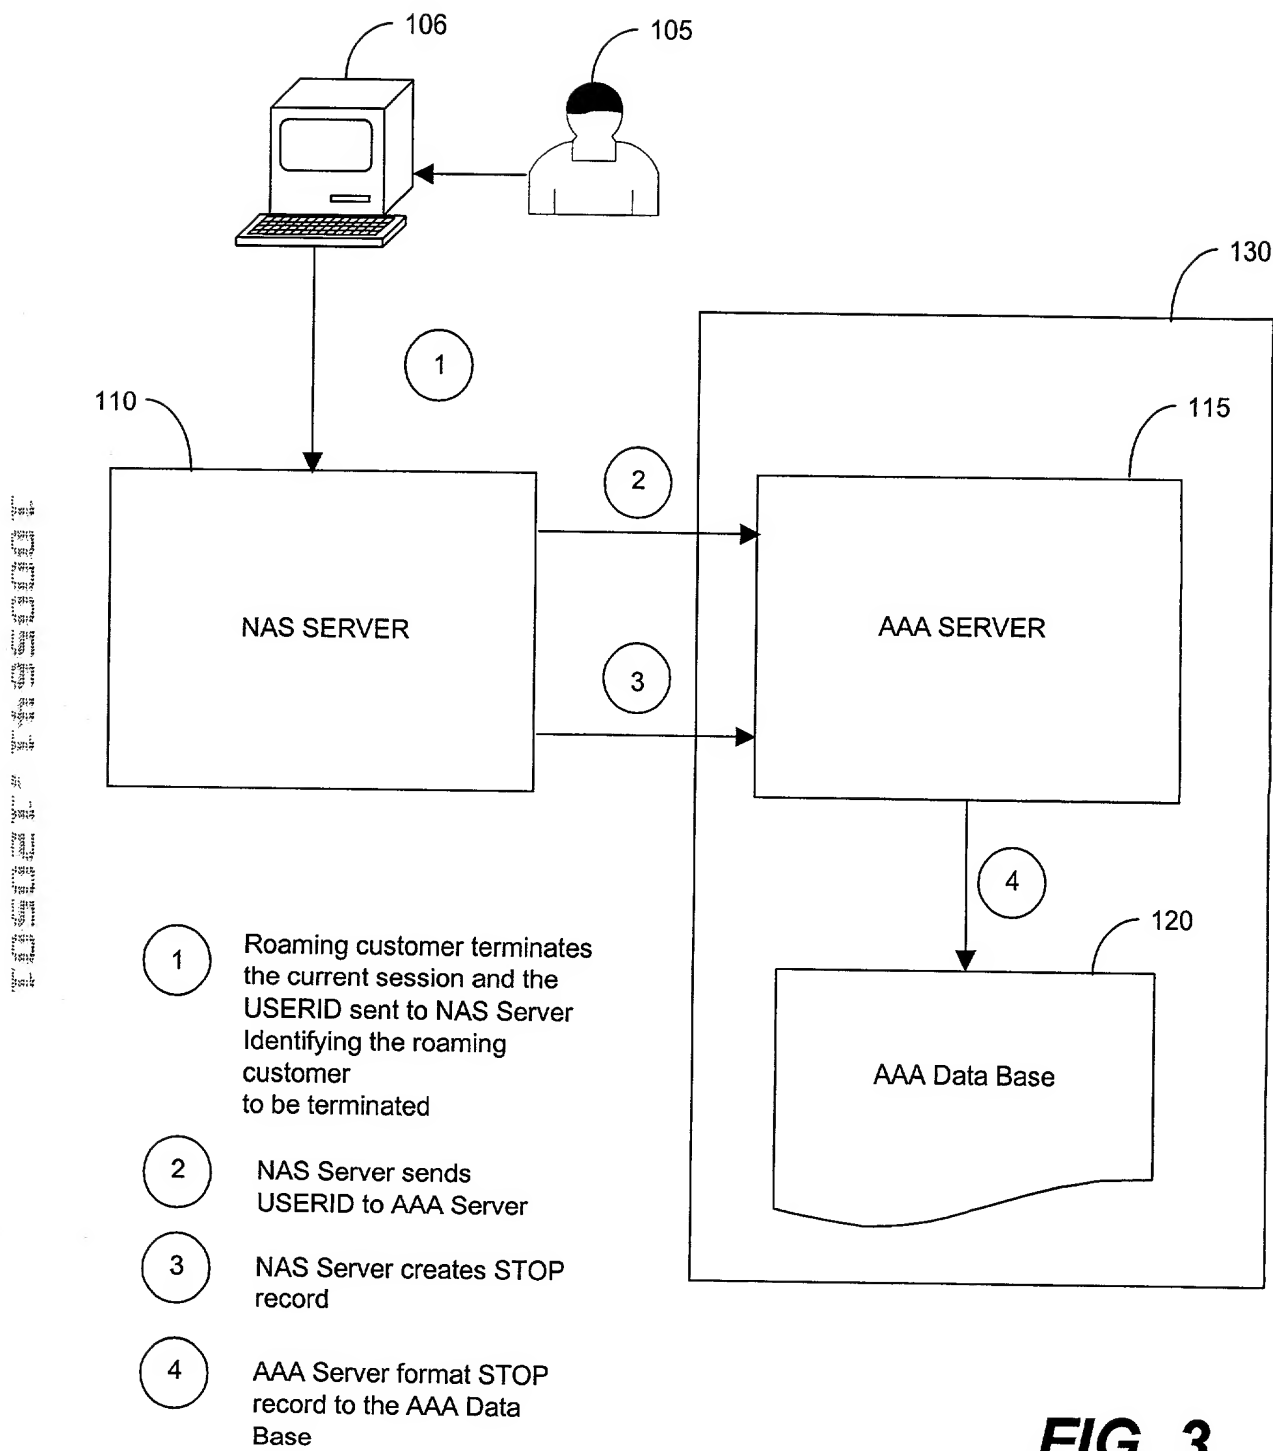 106
105
130
1
110
115
2
NAS SERVER
AAA SERVER
3
4
120
AAA Data Base
1
Roaming customer terminates
the current session and the
USERID sent to NAS Server
Identifying the roaming
customer
to be terminated
2
NAS Server sends
USERID to AAA Server
3
NAS Server creates STOP
record
4
AAA Server format STOP
record to the AAA Data
Base
FIG. 3
10005641 . 120501